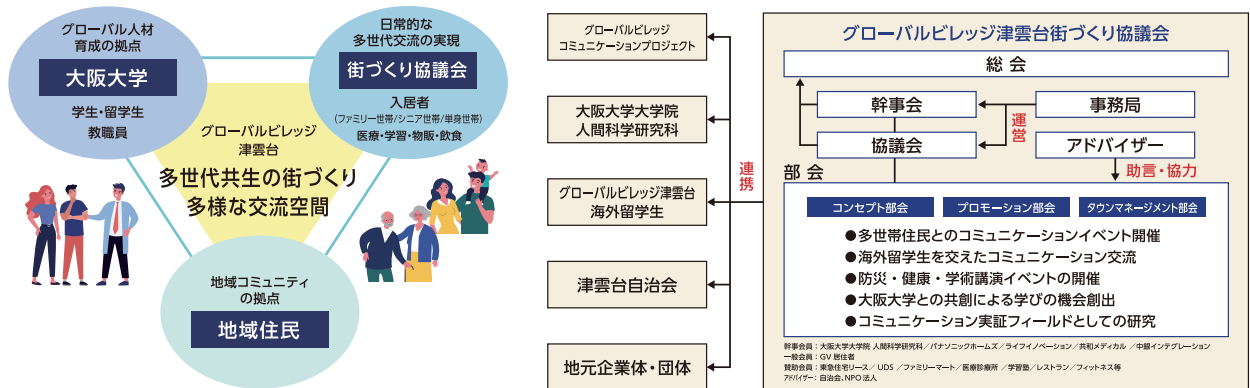 グローバル人材
育成の拠点
大阪大学
学生・留学生
教職員
日常的な
多世代交流の実現
街づくり協議会
入居者
(ファミリー世帯/シニア世帯/単身世帯)
医療・学習・物販・飲食
グローバルビレッジ
津雲台
多世代共生の街づくり
多様な交流空間
地域コミュニティ
の拠点
地域住民
グローバルビレッジ
コミュニケーションプロジェクト
大阪大学大学院
人間科学研究科
グローバルビレッジ津雲台
海外留学生
津雲台自治会
地元企業体・団体
連携
グローバルビレッジ津雲台街づくり協議会
総会
幹事会
事務局
運営
協議会
アドバイザー
部会
助言・協力
コンセプト部会
プロモーション部会
タウンマネージメント部会
●多世帯住民とのコミュニケーションイベント開催
●海外留学生を交えたコミュニケーション交流
●防災・健康・学術講演イベントの開催
●大阪大学との共創による学びの機会創出
●コミュニケーション実証フィールドとしての研究
幹事会員：大阪大学大学院 人間科学研究科／パナソニックホームズ／ライフイノベーション／共和メディカル ／中銀インテグレーション
一般会員：GV 居住者
賛助会員：東急住宅リース／ UDS ／ファミリーマート／医療診療所 ／学習塾／レストラン／フィットネス等
アドバイザー：自治会、NPO 法人